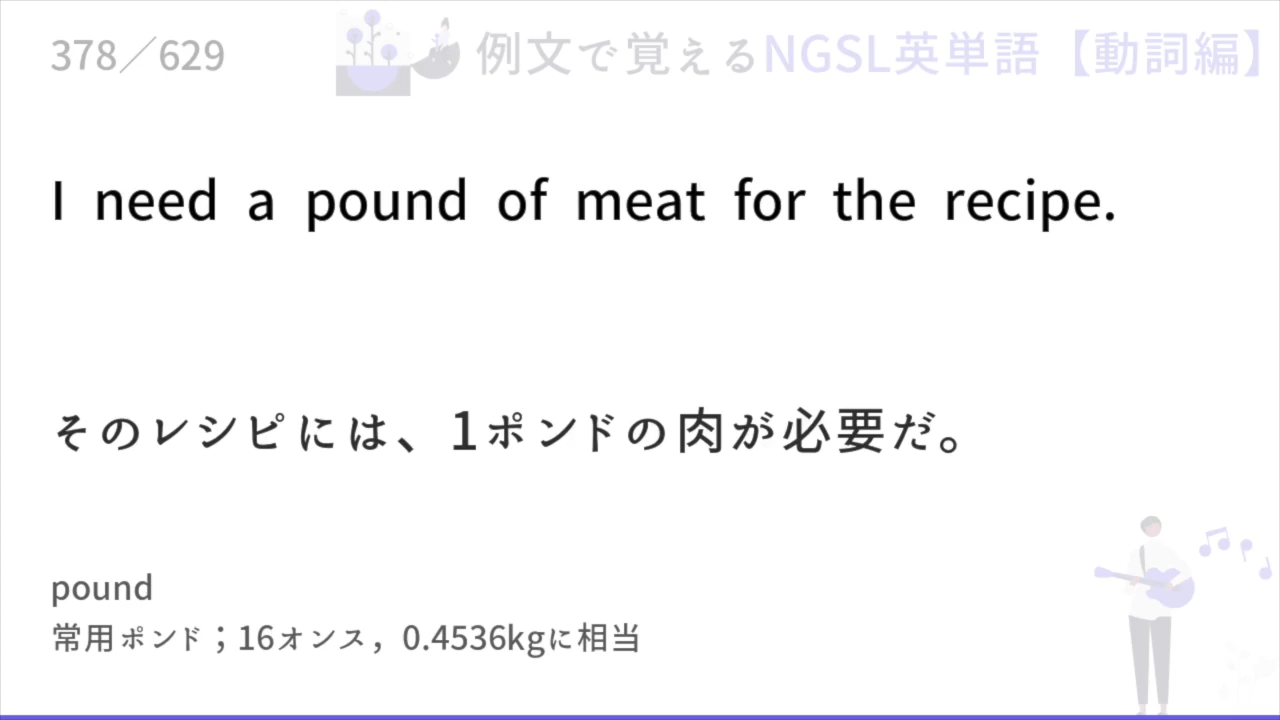 378／629
例文で覚えるNGSL英単語【動詞編】
I need a pound of meat for the recipe.
そのレシピには、1ポンドの肉が必要だ。
pound
常用ポンド；16オンス，0.4536kgに相当